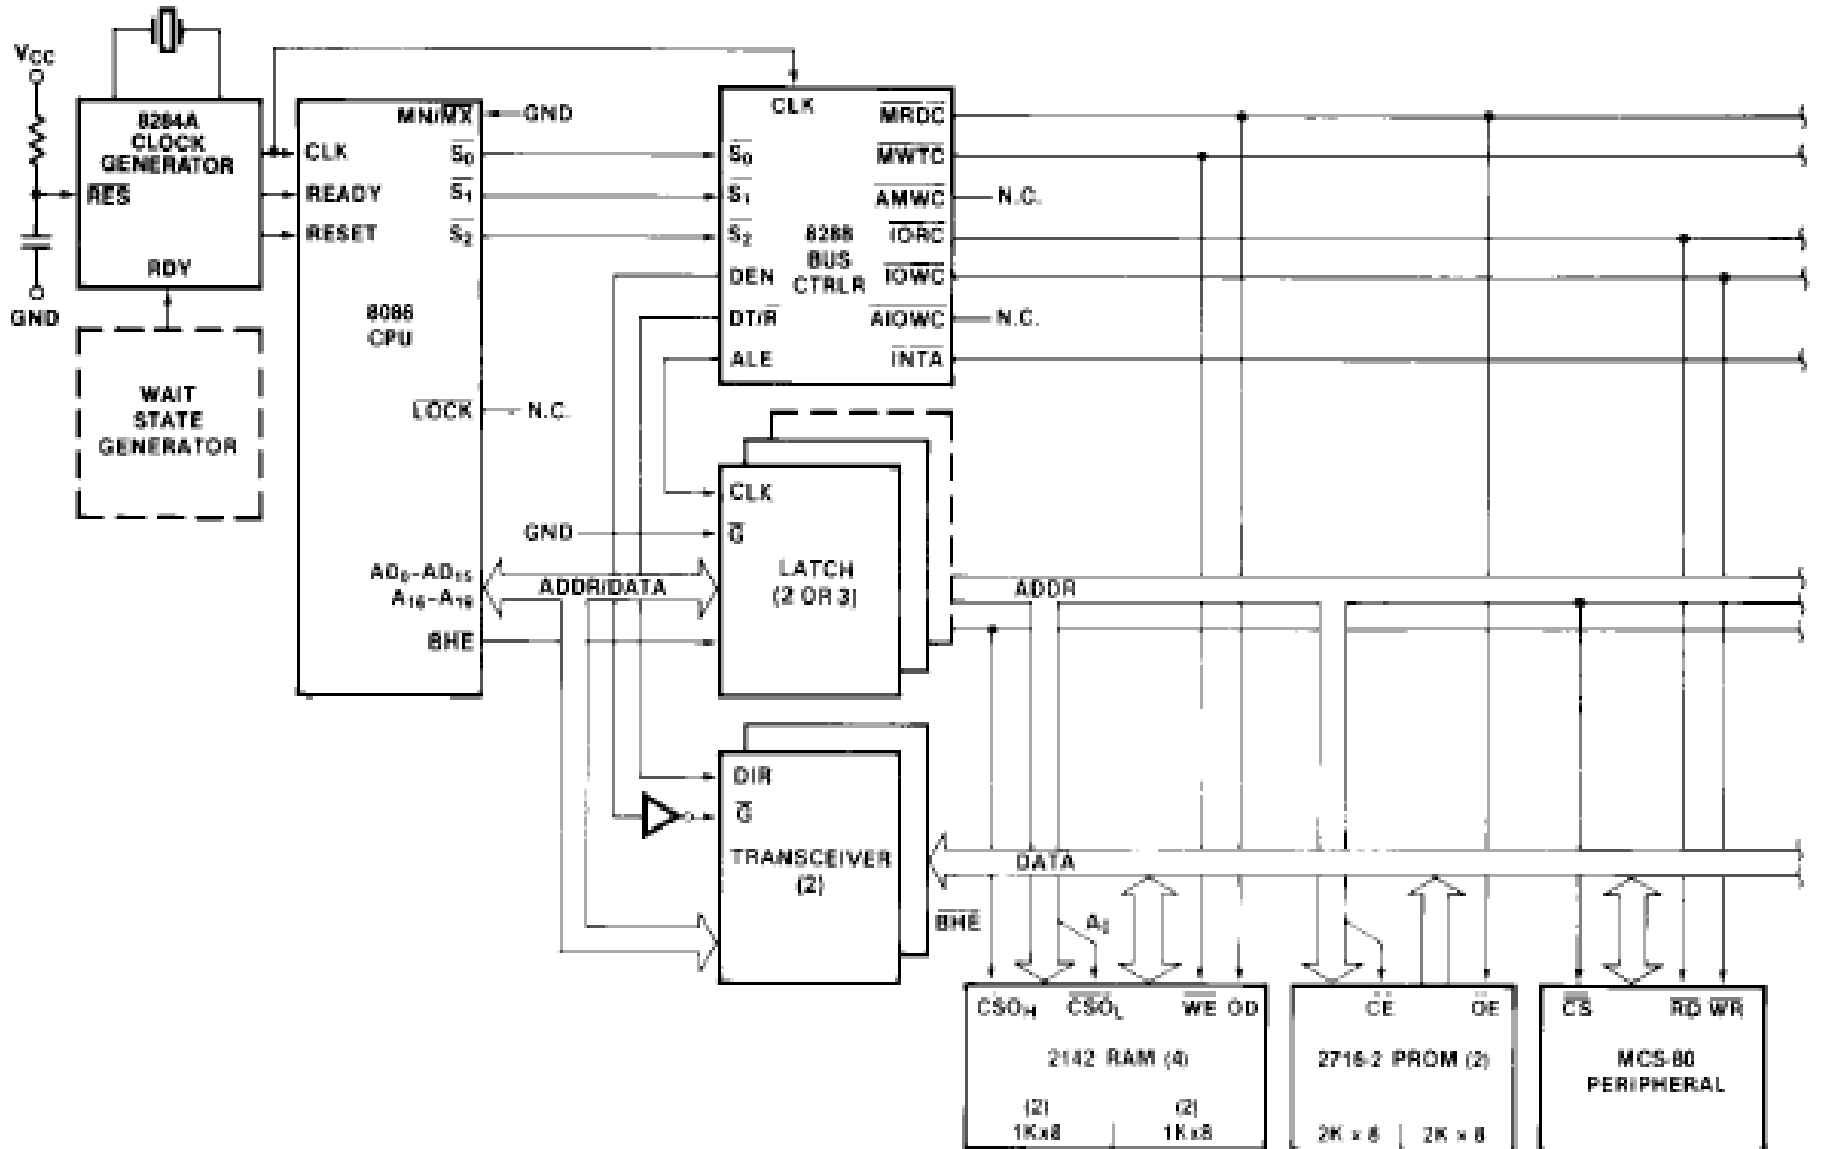 VCC
8284A
CLOCK
GENERATOR
RES
RDY
GND
WAIT
STATE
GENERATOR
MN/MX
GND
CLK
READY
RESET
S0
S1
S2
8086
CPU
LOCK
N.C.
AD0-AD15
A16-A19
BHE
ADDR/DATA
CLK
S0
S1
S2
DEN
DT/R
ALE
8288
BUS
CTRLR
MRDC
MWTC
AMWC
N.C.
IORC
IOWC
AIOWC
N.C.
INTA
CLK
GND
G
LATCH
(2 OR 3)
ADDR
DIR
G
TRANSCEIVER
(2)
DATA
BHE
A0
CSOH
CSOL
WE OD
2142 RAM (4)
(2)
1Kx8
(2)
1Kx8
CE
OE
2716-2 PROM (2)
2K x 8
2K x 8
CS
RD WR
MCS-80
PERIPHERAL